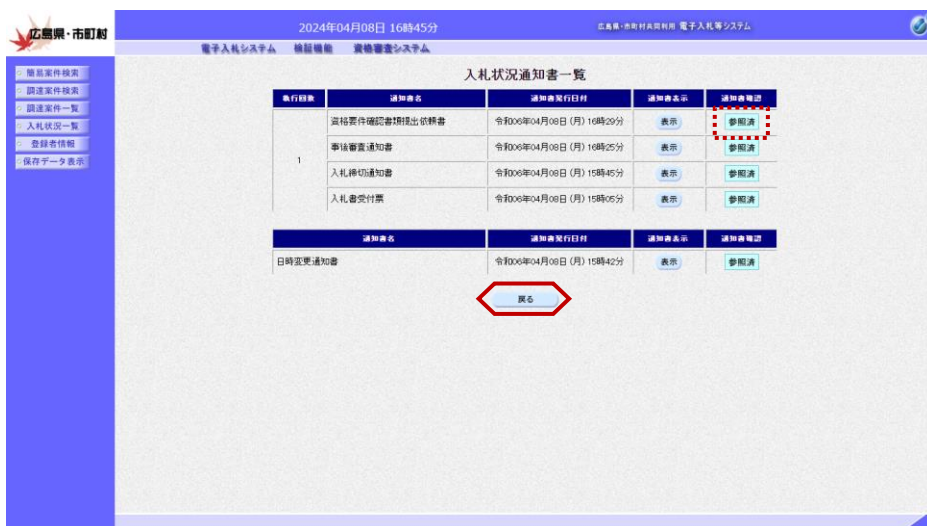 広島県・市町村
2024年04月08日 16時45分
広島県・市町村共同利用 電子入札等システム
電子入札システム 検証機能 資格審査システム
簡易案件検索
調達案件検索
調達案件一覧
入札状況一覧
登録者情報
保存データ表示
入札状況通知書一覧
執行回数 通知書名 通知書発行日付 通知書表示 通知書確認
資格要件確認書類提出依頼書 令和06年04月08日(月) 16時29分 表示 参照済
事後審査通知書 令和06年04月08日(月) 16時25分 表示 参照済
1
入札締切通知書 令和06年04月08日(月) 15時45分 表示 参照済
入札書受付票 令和06年04月08日(月) 15時05分 表示 参照済
通知書名 通知書発行日付 通知書表示 通知書確認
日時変更通知書 令和06年04月08日(月) 15時42分 表示 参照済
戻る